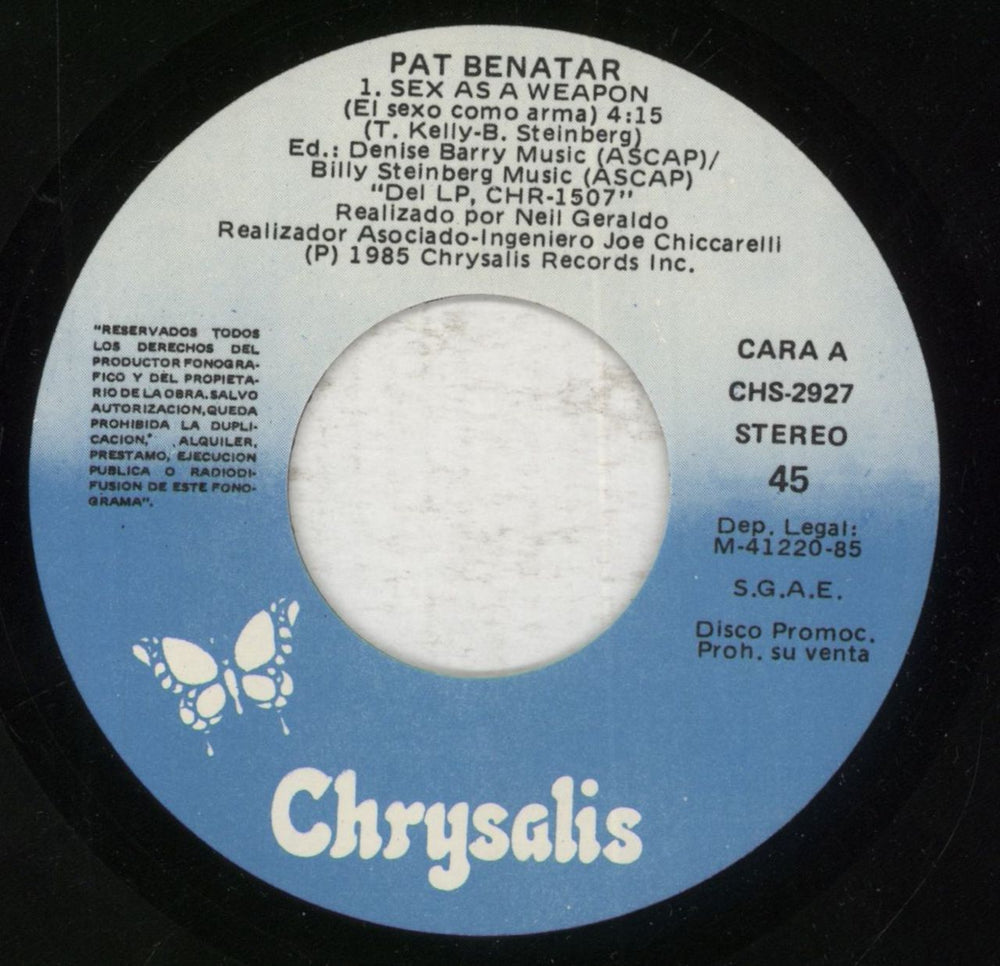 PAT BENATAR
1. SEX AS A WEAPON
(El sexo como arma) 4:15
(T. Kelly-B. Steinberg)
Ed.: Denise Barry Music (ASCAP)/
Billy Steinberg Music (ASCAP)
"Del LP, CHR-1507"
Realizado por Neil Geraldo
Realizador Asociado-Ingeniero Joe Chiccarelli
(P) 1985 Chrysalis Records Inc.
"RESERVADOS TODOS
LOS DERECHOS DEL
PRODUCTOR FONOGRA-
FICO Y DEL PROPIETA-
RIO DE LA OBRA. SALVO
AUTORIZACION, QUEDA
PROHIBIDA LA DUPLI-
CACION, ALQUILER,
PRESTAMO, EJECUCION
PUBLICA O RADIODI-
FUSION DE ESTE FONO-
GRAMA".
CARA A
CHS-2927
STEREO
45
Dep. Legal:
M-41220-85
S.G.A.E.
Disco Promoc.
Proh. su venta
Chrysalis